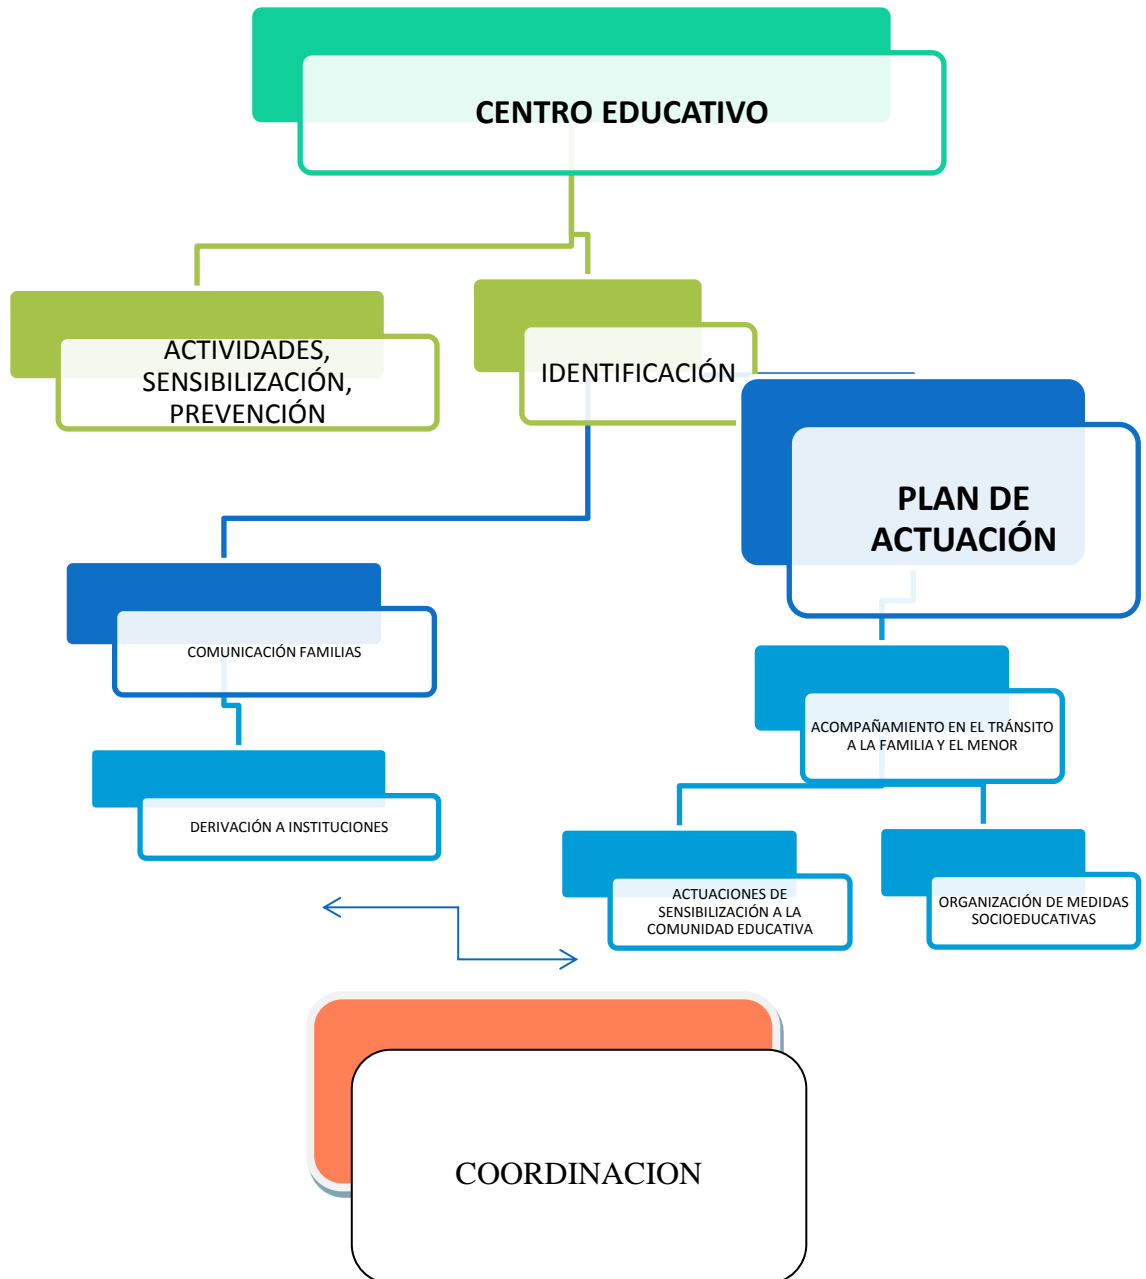 CENTRO EDUCATIVO
ACTIVIDADES,
SENSIBILIZACIÓN,
PREVENCIÓN
IDENTIFICACIÓN
PLAN DE
ACTUACIÓN
COMUNICACIÓN FAMILIAS
ACOMPAÑAMIENTO EN EL TRÁNSITO
A LA FAMILIA Y EL MENOR
DERIVACIÓN A INSTITUCIONES
ACTUACIONES DE
SENSIBILIZACIÓN A LA
COMUNIDAD EDUCATIVA
ORGANIZACIÓN DE MEDIDAS
SOCIOEDUCATIVAS
COORDINACION